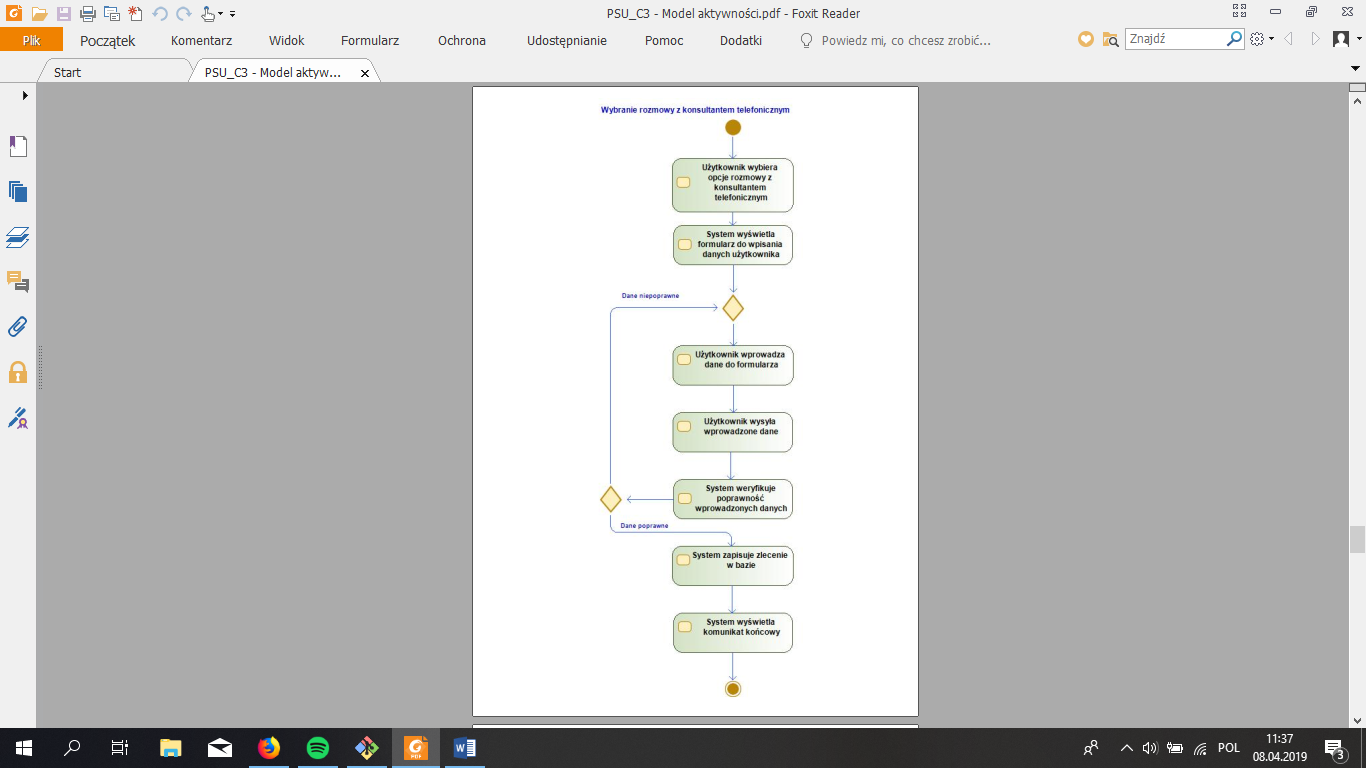 PSU_C3 - Model aktywności.pdf - Foxit Reader
Plik
Początek
Komentarz
Widok
Formularz
Ochrona
Udostępnianie
Pomoc
Dodatki
Powiedz mi, co chcesz zrobić...
Znajdź
Start
PSU_C3 - Model aktyw...
Wybranie rozmowy z konsultantem telefonicznym
Użytkownik wybiera
opcje rozmowy z
konsultantem
telefonicznym
System wyświetla
formularz do wpisania
danych użytkownika
Dane niepoprawne
Użytkownik wprowadza
dane do formularza
Użytkownik wysyła
wprowadzone dane
System weryfikuje
poprawność
wprowadzonych danych
Dane poprawne
System zapisuje zlecenie
w bazie
System wyświetla
komunikat końcowy
PDF
POL
11:37
08.04.2019
3